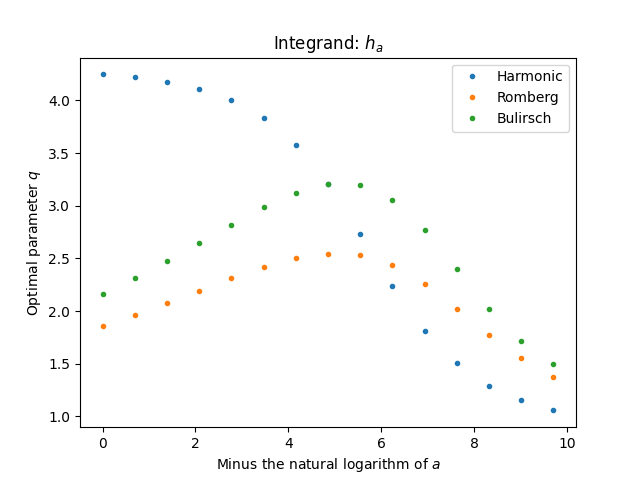 Integrand: hₐ
Harmonic
Romberg
Bulirsch
Optimal parameter q
4.0
3.5
3.0
2.5
2.0
1.5
1.0
0 2 4 6 8 10
Minus the natural logarithm of a